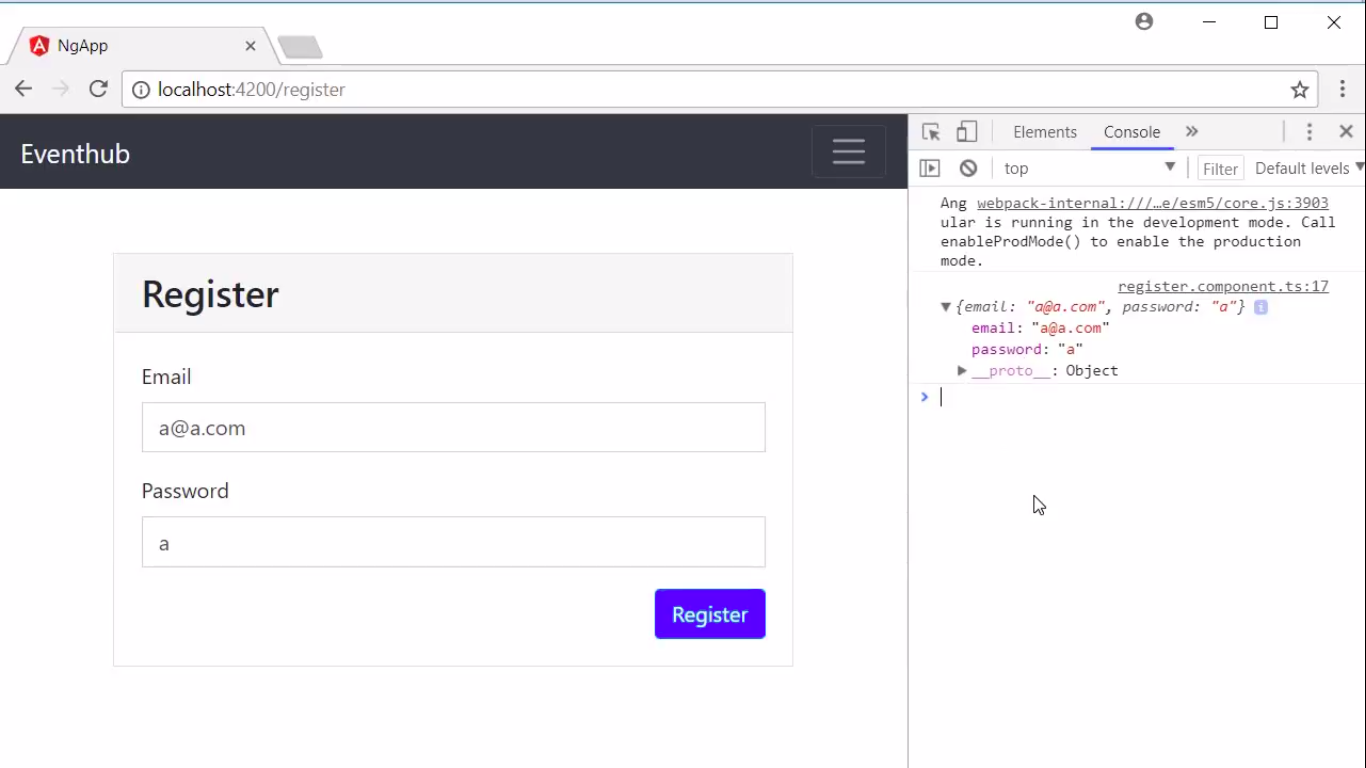 NgApp
localhost:4200/register
Eventhub
Register
Email
a@a.com
Password
a
Register
Elements Console »
top Filter Default levels
Ang webpack-internal:///…e/esm5/core.js:3903
ular is running in the development mode. Call
enableProdMode() to enable the production
mode.
register.component.ts:17
{email: "a@a.com", password: "a"}
email: "a@a.com"
password: "a"
__proto__: Object